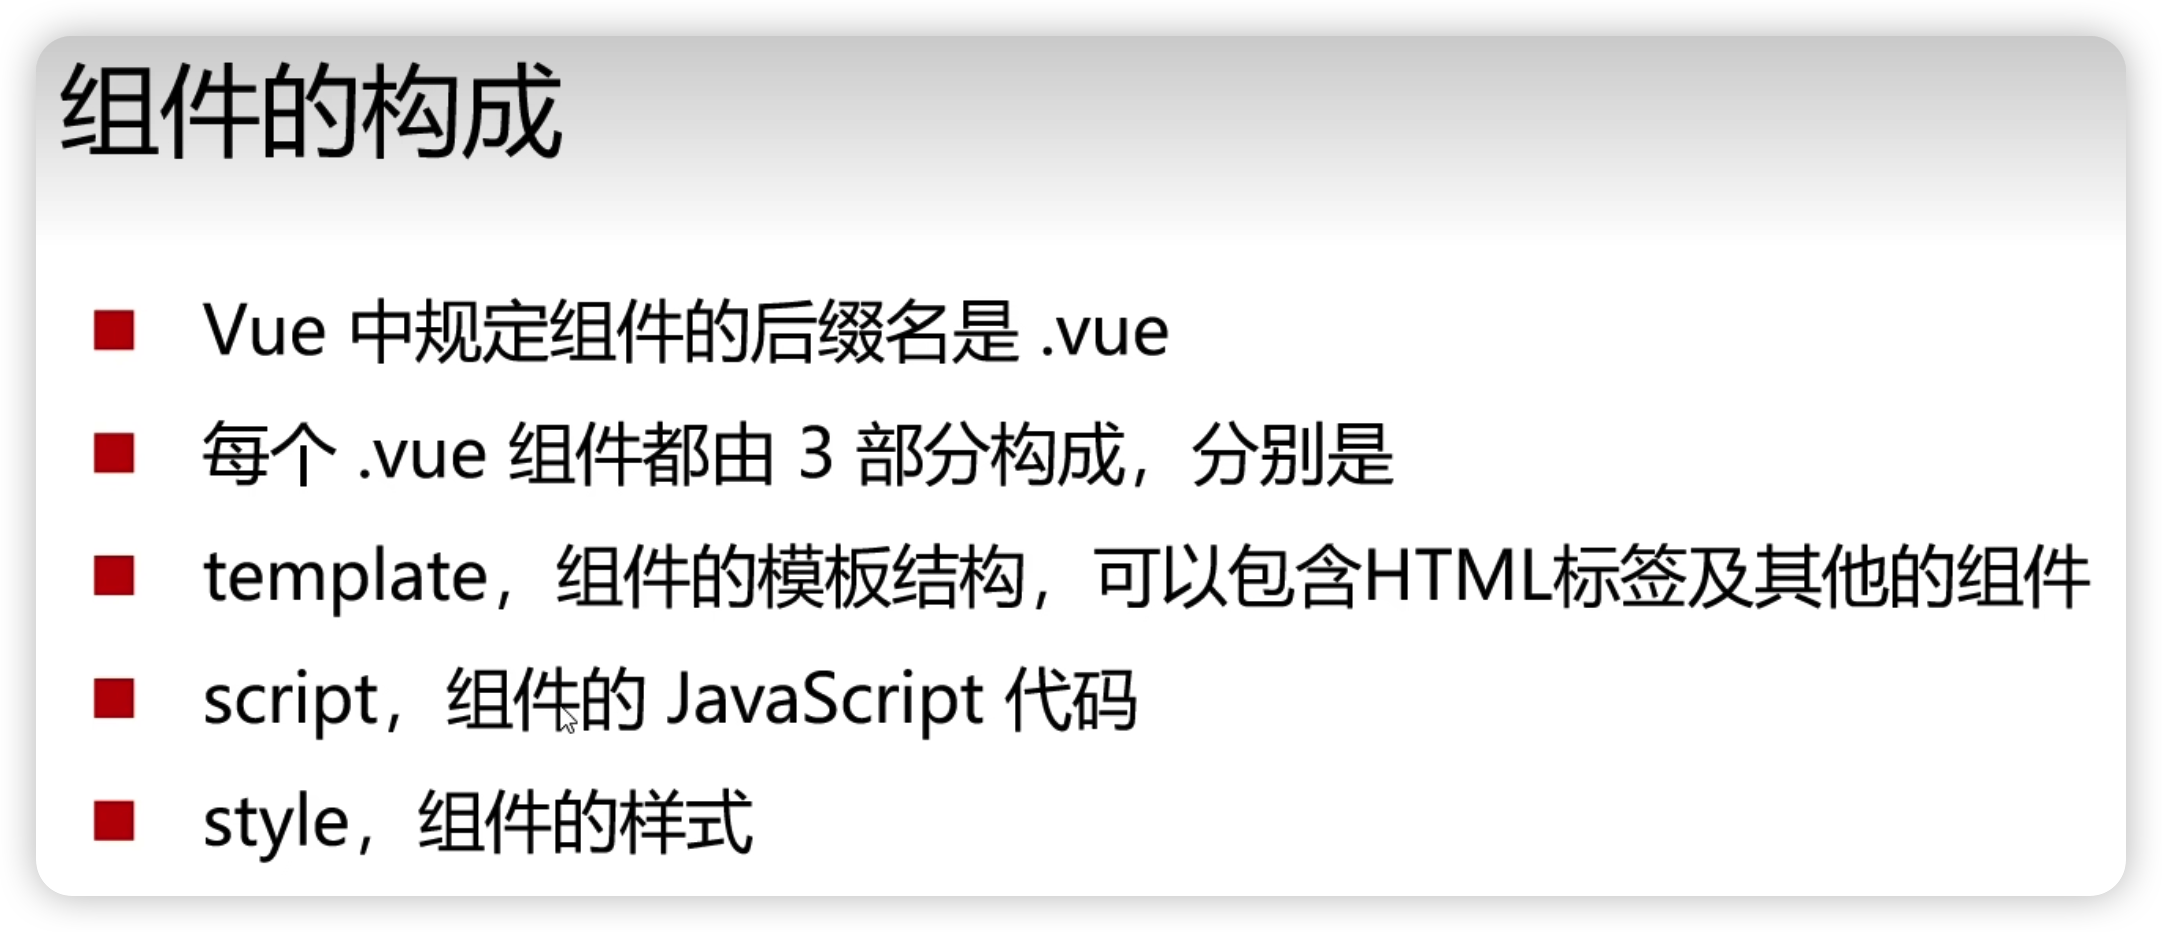 组件的构成
Vue 中规定组件的后缀名是 .vue
每个 .vue 组件都由 3 部分构成，分别是
template，组件的模板结构，可以包含HTML标签及其他的组件
script，组件的 JavaScript 代码
style，组件的样式